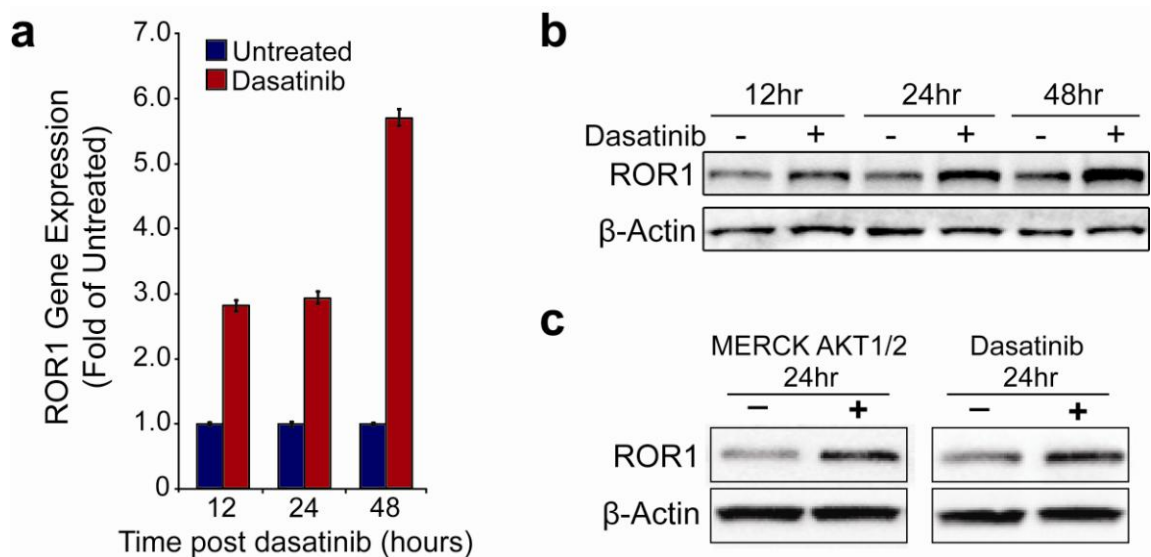 a
7.0
6.0
5.0
4.0
3.0
2.0
1.0
0
ROR1 Gene Expression
(Fold of Untreated)
Untreated
Dasatinib
12 24 48
Time post dasatinib (hours)
b
12hr 24hr 48hr
Dasatinib - + - + - +
ROR1
β-Actin
c
MERCK AKT1/2 Dasatinib
24hr 24hr
– + – +
ROR1
β-Actin